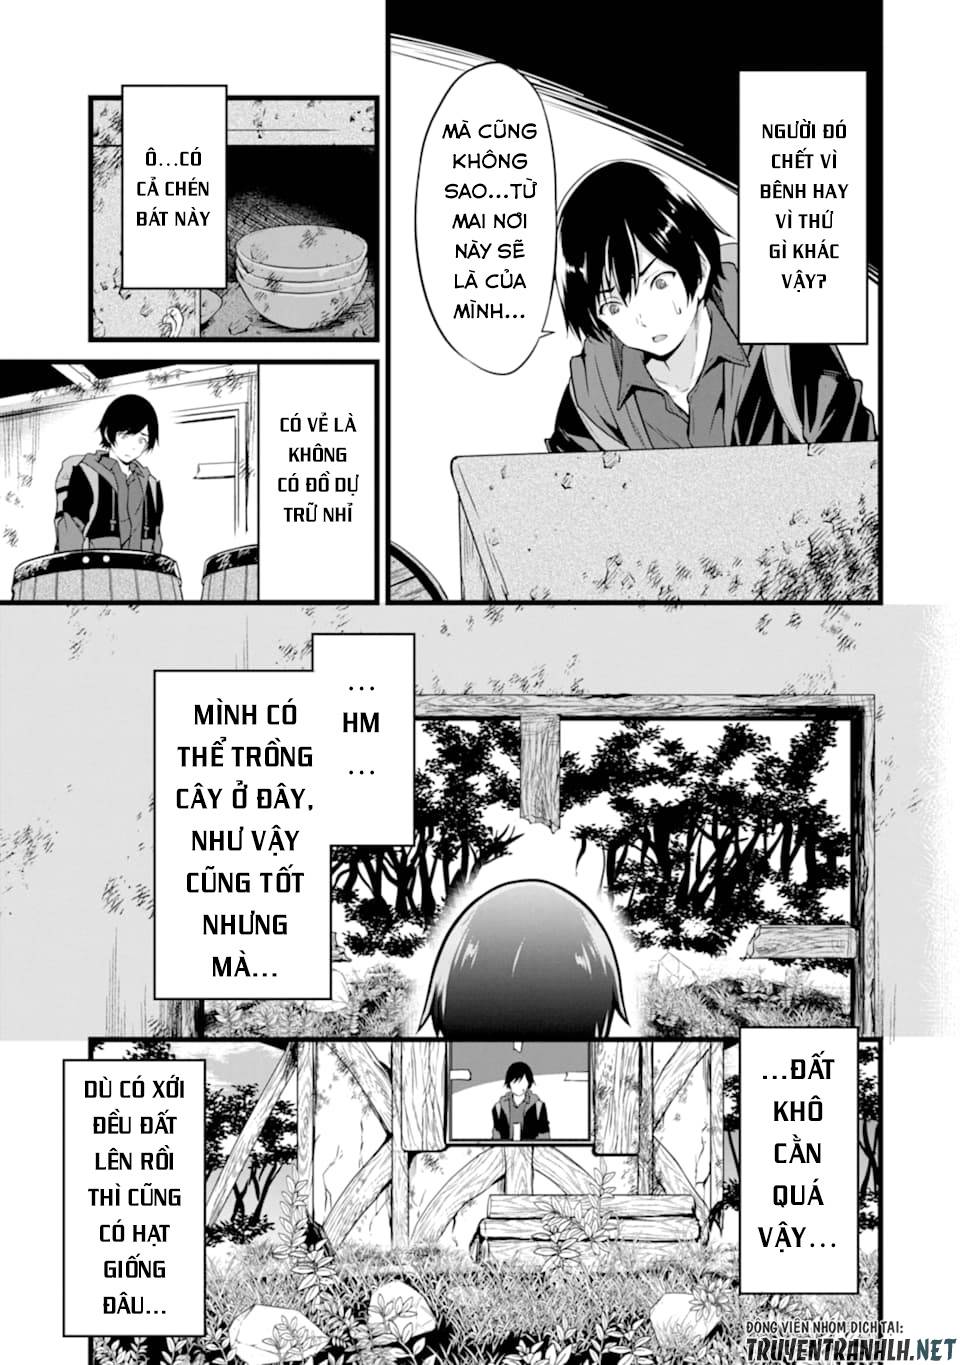 NGƯỜI ĐÓ
CHẾT VÌ
BÊNH HAY
VÌ THỨ
GÌ KHÁC
VẬY?
MÀ CŨNG
KHÔNG
SAO...TỪ
MAI NƠI
NÀY SẼ
LÀ CỦA
MÌNH...
Ô...CÓ
CẢ CHÉN
BÁT NÀY
CÓ VẺ LÀ
KHÔNG
CÓ ĐỒ DỰ
TRỮ NHỈ
...
HM
...
MÌNH CÓ
THỂ TRỒNG
CÂY Ở ĐÂY,
NHƯ VẬY
CŨNG TỐT
NHƯNG
MÀ...
...ĐẤT
KHÔ
CẰN
QUÁ
VẬY...
DÙ CÓ XỚI
ĐỀU ĐẤT
LÊN RỒI
THÌ CŨNG
CÓ HẠT
GIỐNG
ĐÂU...
ĐỘNG VIÊN NHÓM DỊCH TẠI:
TRUYENTRANHLH.NET